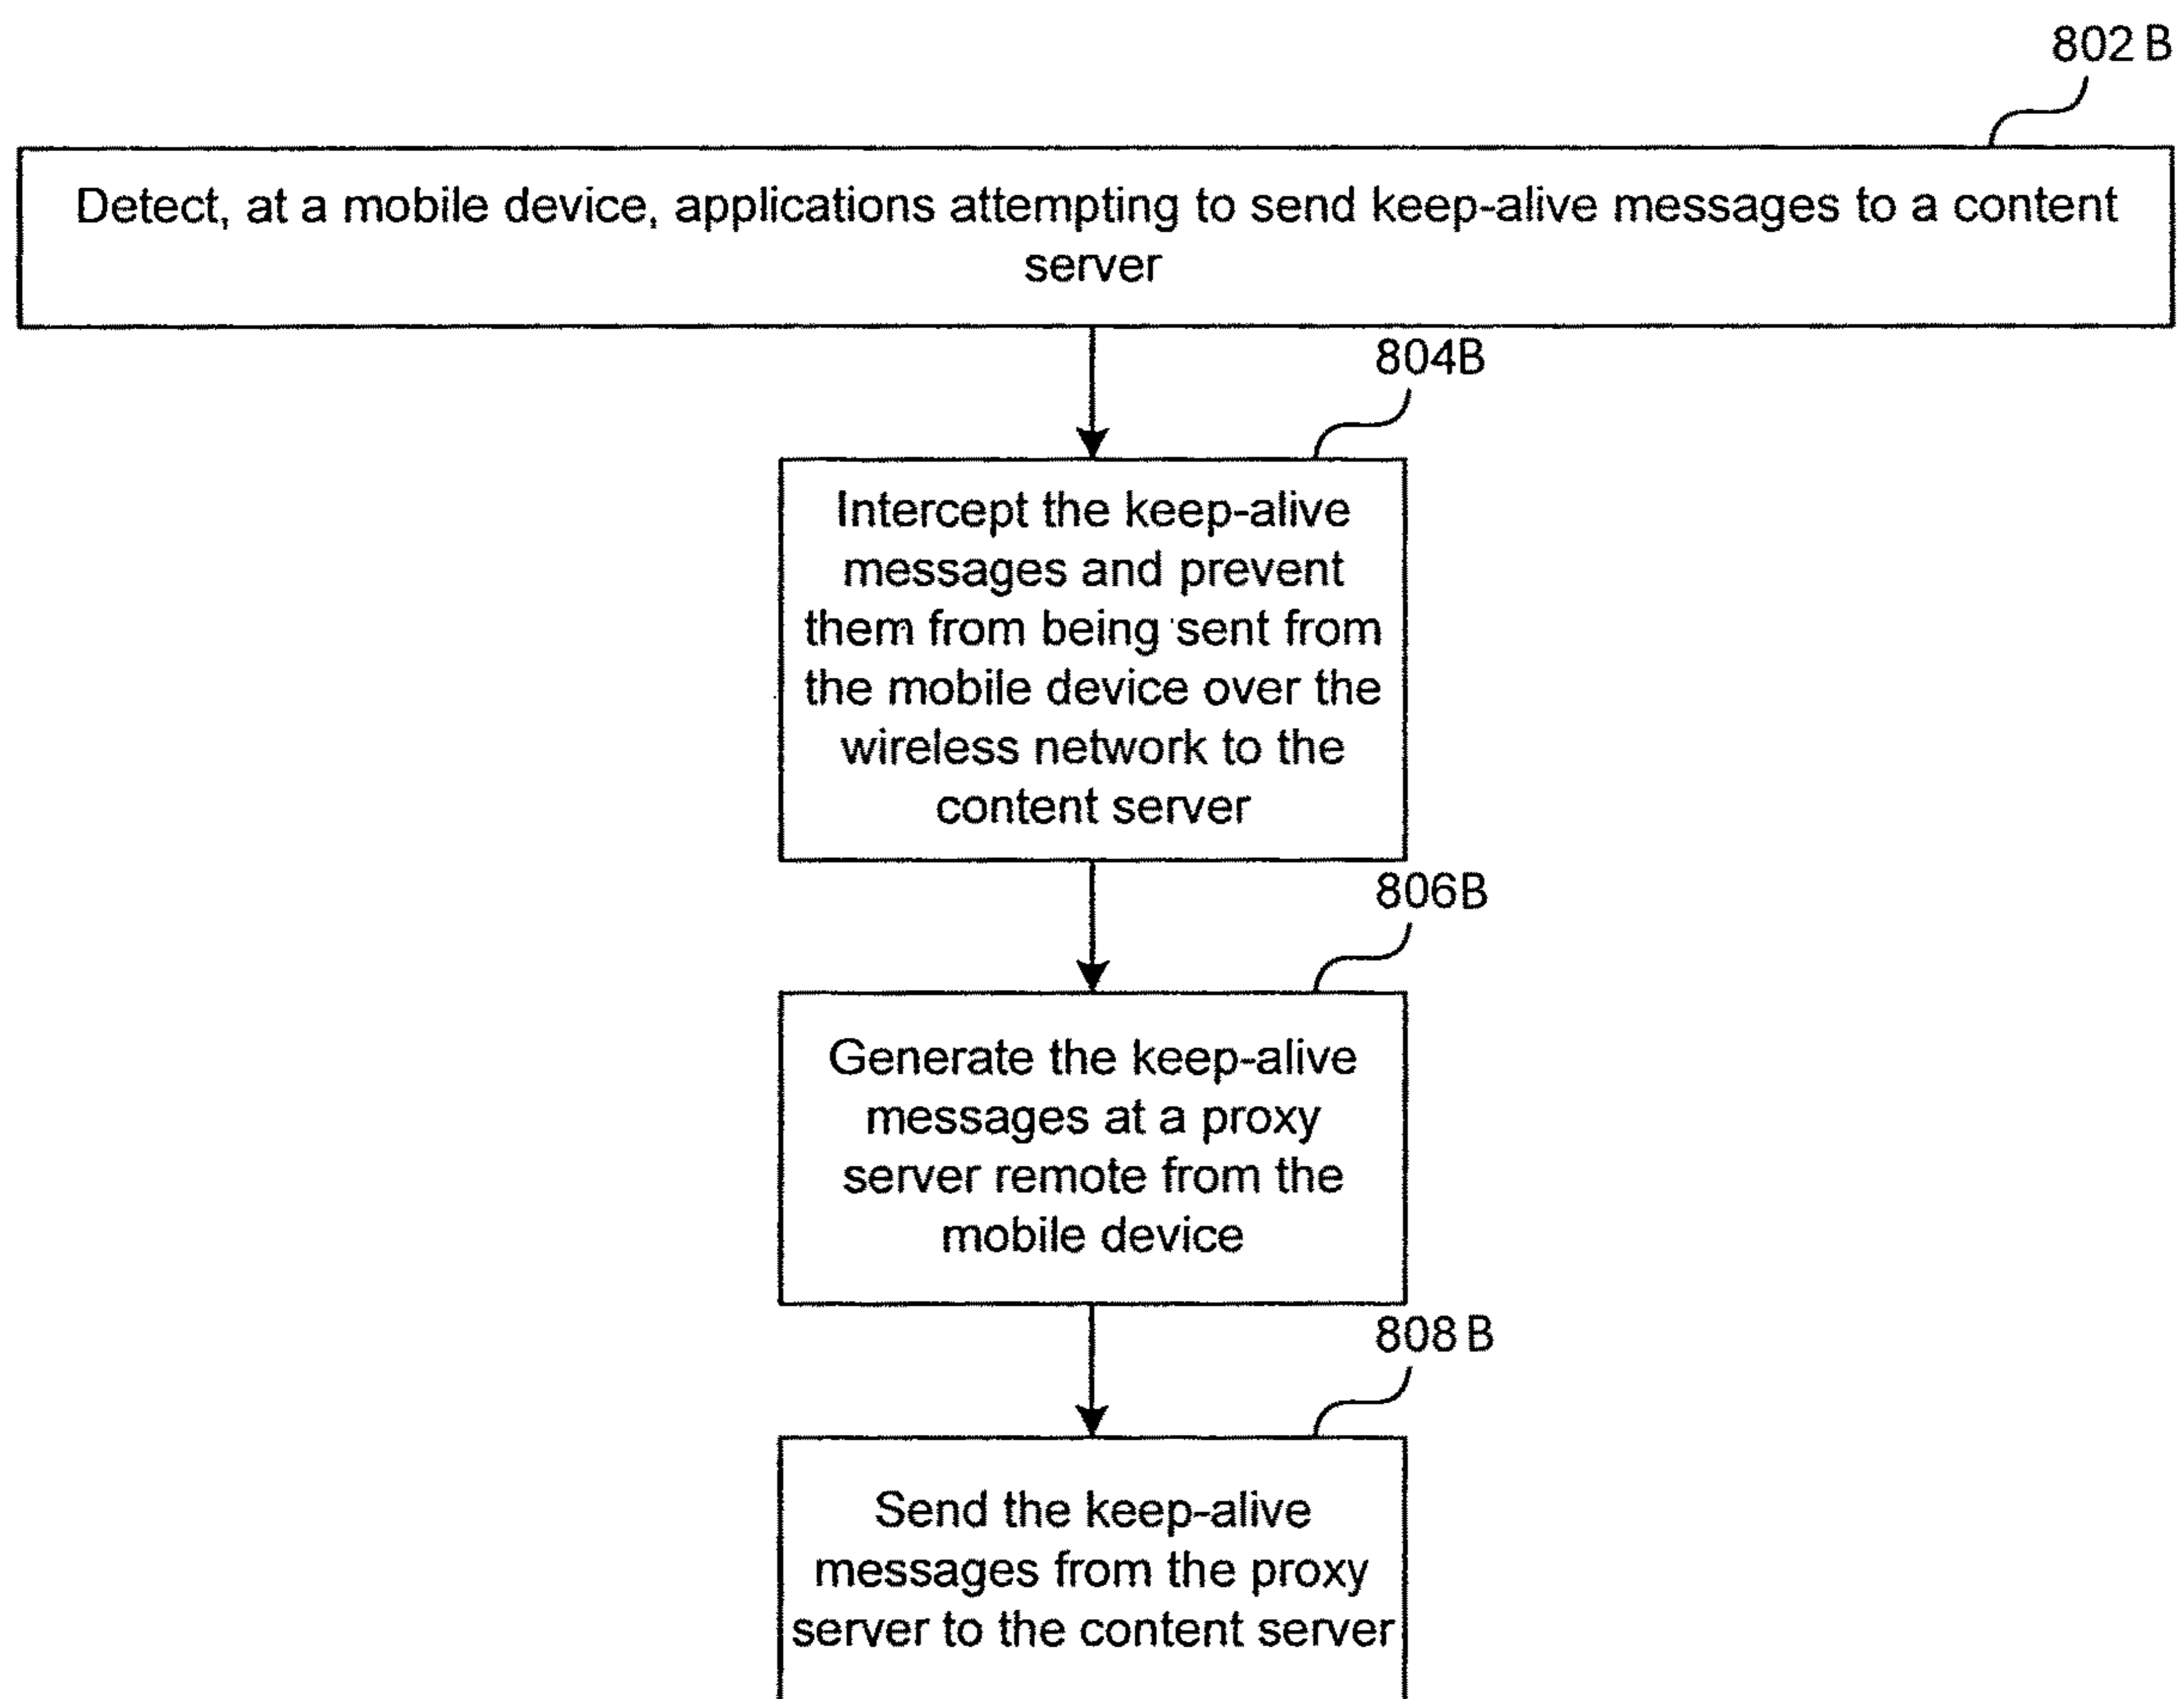 802 B
Detect, at a mobile device, applications attempting to send keep-alive messages to a content
server
804B
Intercept the keep-alive
messages and prevent
them from being sent from
the mobile device over the
wireless network to the
content server
806B
Generate the keep-alive
messages at a proxy
server remote from the
mobile device
808 B
Send the keep-alive
messages from the proxy
server to the content server